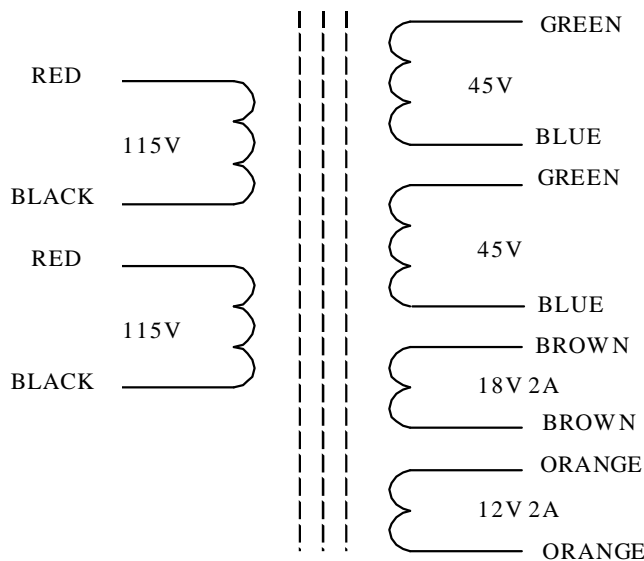 RED
115V
BLACK
RED
115V
BLACK
GREEN
45V
BLUE
GREEN
45V
BLUE
BROWN
18V 2A
BROWN
ORANGE
12V 2A
ORANGE